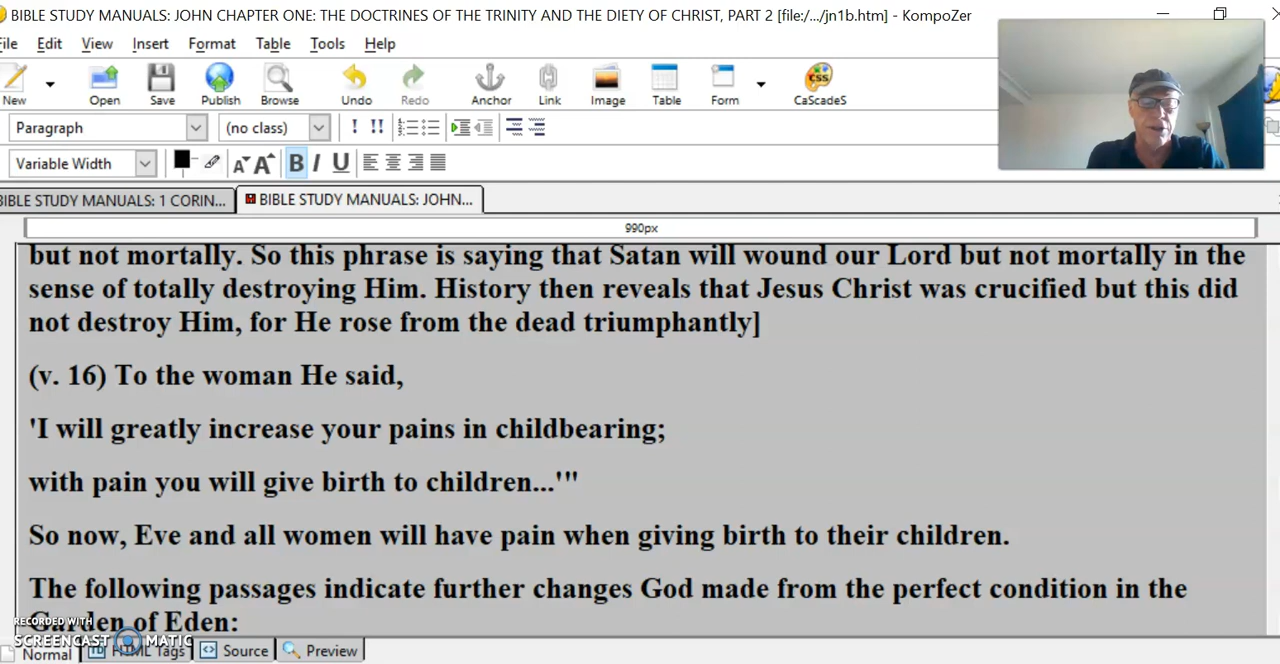 BIBLE STUDY MANUALS: JOHN CHAPTER ONE: THE DOCTRINES OF THE TRINITY AND THE DIETY OF CHRIST, PART 2 [file:/.../jn1b.htm] - KompoZer
File Edit View Insert Format Table Tools Help
New Open Save Publish Browse Undo Redo Anchor Link Image Table Form CaScadeS
Paragraph (no class) ! !!
Variable Width A A B I U
BIBLE STUDY MANUALS: 1 CORIN... BIBLE STUDY MANUALS: JOHN...
990px
but not mortally. So this phrase is saying that Satan will wound our Lord but not mortally in the
sense of totally destroying Him. History then reveals that Jesus Christ was crucified but this did
not destroy Him, for He rose from the dead triumphantly]
(v. 16) To the woman He said,
'I will greatly increase your pains in childbearing;
with pain you will give birth to children...'"
So now, Eve and all women will have pain when giving birth to their children.
The following passages indicate further changes God made from the perfect condition in the
Garden of Eden:
RECORDED WITH
SCREENCAST MATIC
Normal HTML Tags Source Preview